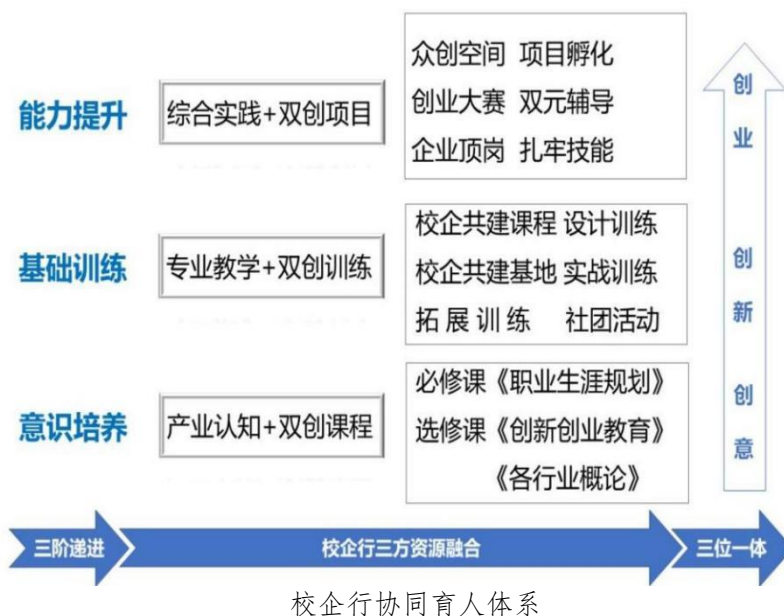 能力提升
综合实践+双创项目
众创空间 项目孵化
创业大赛 双元辅导
企业顶岗 扎牢技能
创业
基础训练
专业教学+双创训练
校企共建课程 设计训练
校企共建基地 实战训练
拓展训练 社团活动
创新
意识培养
产业认知+双创课程
必修课《职业生涯规划》
选修课《创新创业教育》
《各行业概论》
创意
三阶递进
校企行三方资源融合
三位一体
校企行协同育人体系